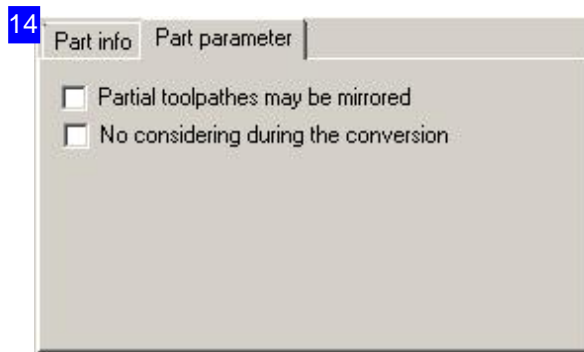 14
Part info Part parameter
Partial toolpathes may be mirrored
No considering during the conversion